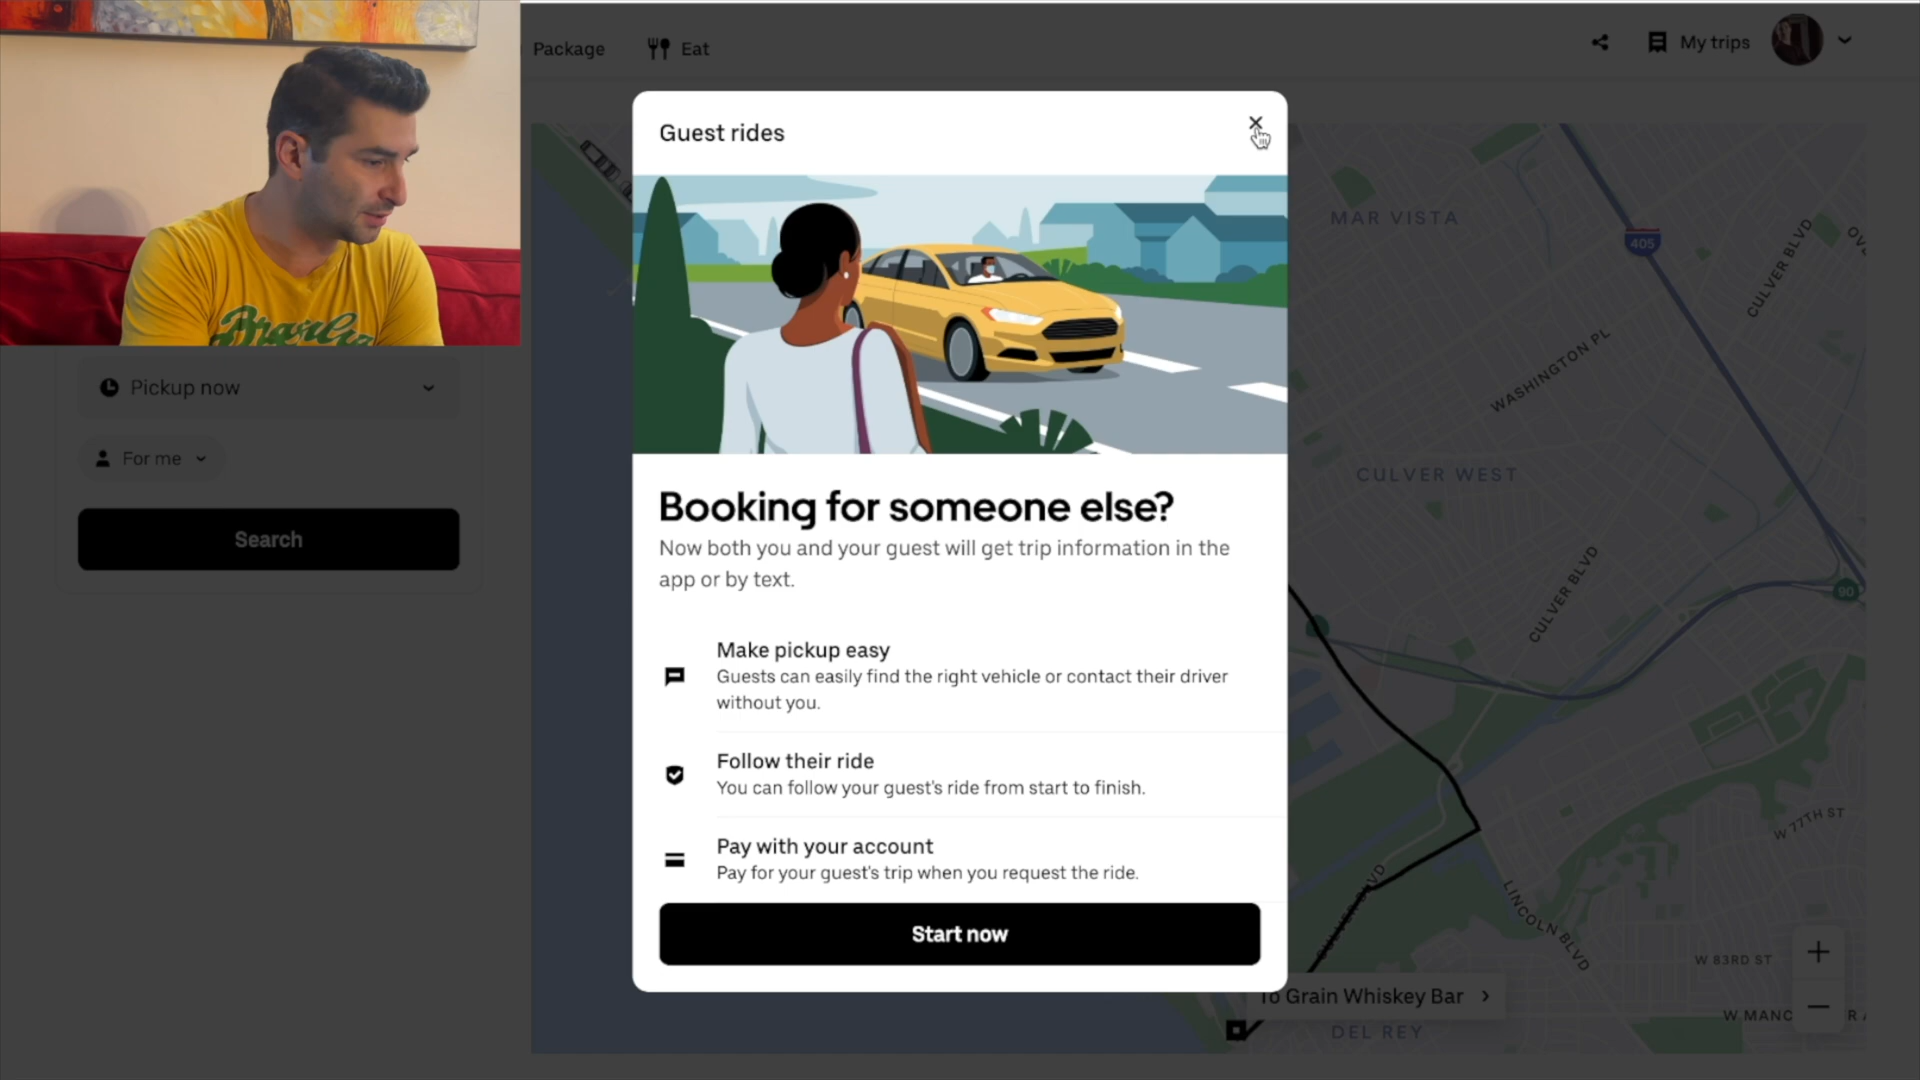 Package
Eat
My trips
Guest rides
Pickup now
For me
Search
Booking for someone else?
Now both you and your guest will get trip information in the
app or by text.
Make pickup easy
Guests can easily find the right vehicle or contact their driver
without you.
Follow their ride
You can follow your guest's ride from start to finish.
Pay with your account
Pay for your guest's trip when you request the ride.
Start now
MAR VISTA
405
CULVER BLVD
WASHINGTON PL
CULVER WEST
CULVER BLVD
90
W 77TH ST
CULVER BLVD
LINCOLN BLVD
W 83RD ST
To Grain Whiskey Bar
DEL REY